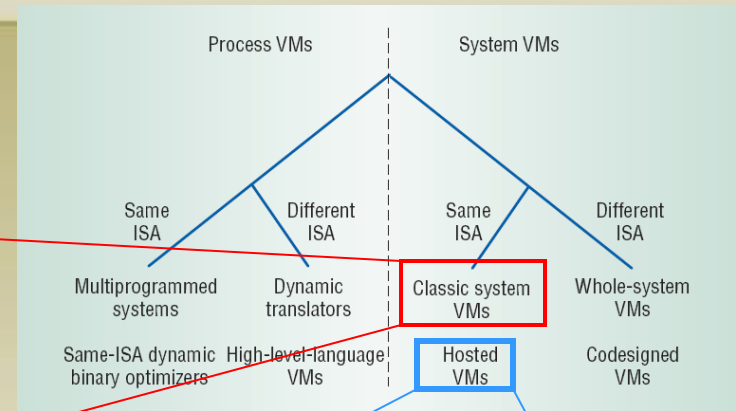 Process VMs
System VMs
Same
ISA
Different
ISA
Same
ISA
Different
ISA
Multiprogrammed
systems
Dynamic
translators
Classic system
VMs
Whole-system
VMs
Same-ISA dynamic
binary optimizers
High-level-language
VMs
Hosted
VMs
Codesigned
VMs